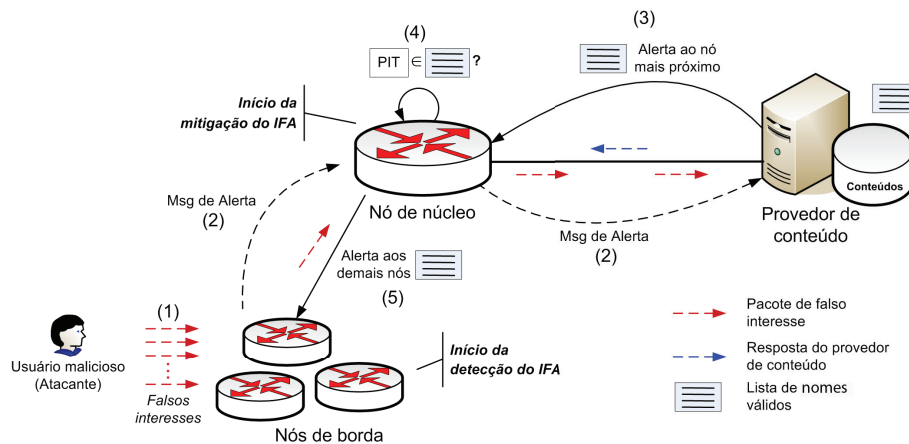 (3)
(4)
Alerta ao nó
mais próximo
PIT ∈ ?
Início da
mitigação do IFA
Conteúdos
Msg de Alerta
(2)
Nó de núcleo
Provedor de
conteúdo
Msg de Alerta
(2)
Alerta aos
demais nós
(5)
(1)
Usuário malicioso
(Atacante)
Falsos
interesses
Início da
detecção do IFA
Nós de borda
Pacote de falso
interesse
Resposta do provedor
de conteúdo
Lista de nomes
válidos